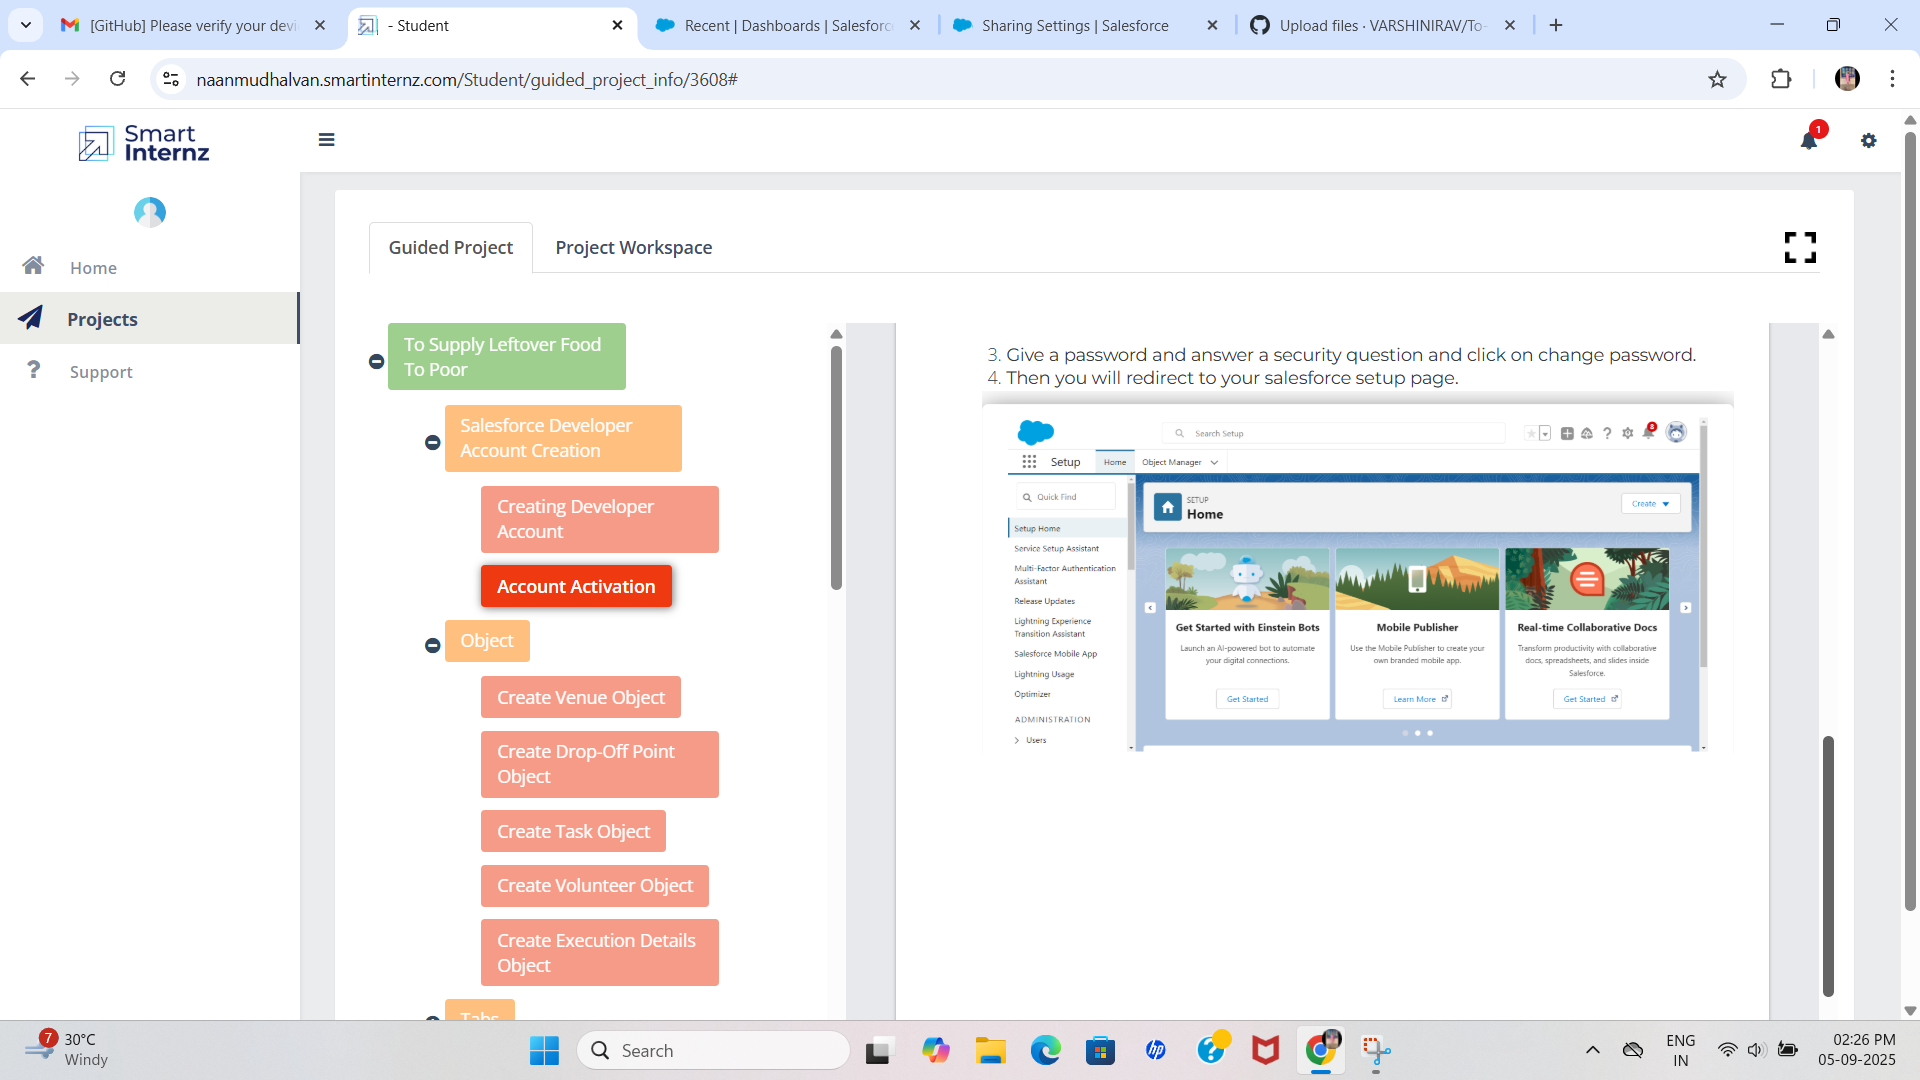 [GitHub] Please verify your devi
- Student
Recent | Dashboards | Salesforc
Sharing Settings | Salesforce
Upload files · VARSHINIRAV/To-
naanmudhalvan.smartinternz.com/Student/guided_project_info/3608#
Smart
Internz
1
Home
Projects
Support
Guided Project
Project Workspace
To Supply Leftover Food
To Poor
Salesforce Developer
Account Creation
Creating Developer
Account
Account Activation
Object
Create Venue Object
Create Drop-Off Point
Object
Create Task Object
Create Volunteer Object
Create Execution Details
Object
Tabs
3. Give a password and answer a security question and click on change password.
4. Then you will redirect to your salesforce setup page.
Search Setup
8
Setup
Home
Object Manager
Quick Find
Setup Home
Service Setup Assistant
Multi-Factor Authentication
Assistant
Release Updates
Lightning Experience
Transition Assistant
Salesforce Mobile App
Lightning Usage
Optimizer
ADMINISTRATION
Users
SETUP
Home
Create
Get Started with Einstein Bots
Launch an AI-powered bot to automate
your digital connections.
Get Started
Mobile Publisher
Use the Mobile Publisher to create your
own branded mobile app.
Learn More
Real-time Collaborative Docs
Transform productivity with collaborative
docs, spreadsheets, and slides inside
Salesforce.
Get Started
7
30°C
Windy
Search
hp
ENG
IN
02:26 PM
05-09-2025